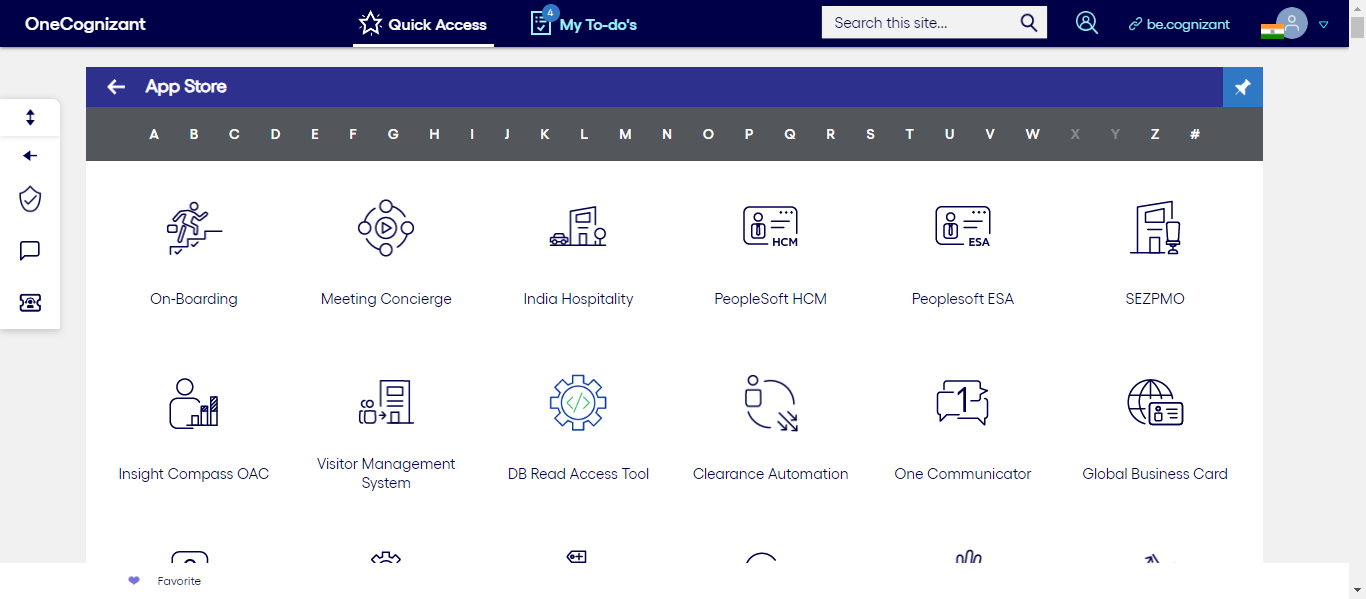 OneCognizant
Quick Access
4
My To-do's
Search this site...
be.cognizant
App Store
A B C D E F G H I J K L M N O P Q R S T U V W X Y Z #
HCM
ESA
On-Boarding
Meeting Concierge
India Hospitality
PeopleSoft HCM
Peoplesoft ESA
SEZPMO
1
Insight Compass OAC
Visitor Management
System
DB Read Access Tool
Clearance Automation
One Communicator
Global Business Card
Favorite